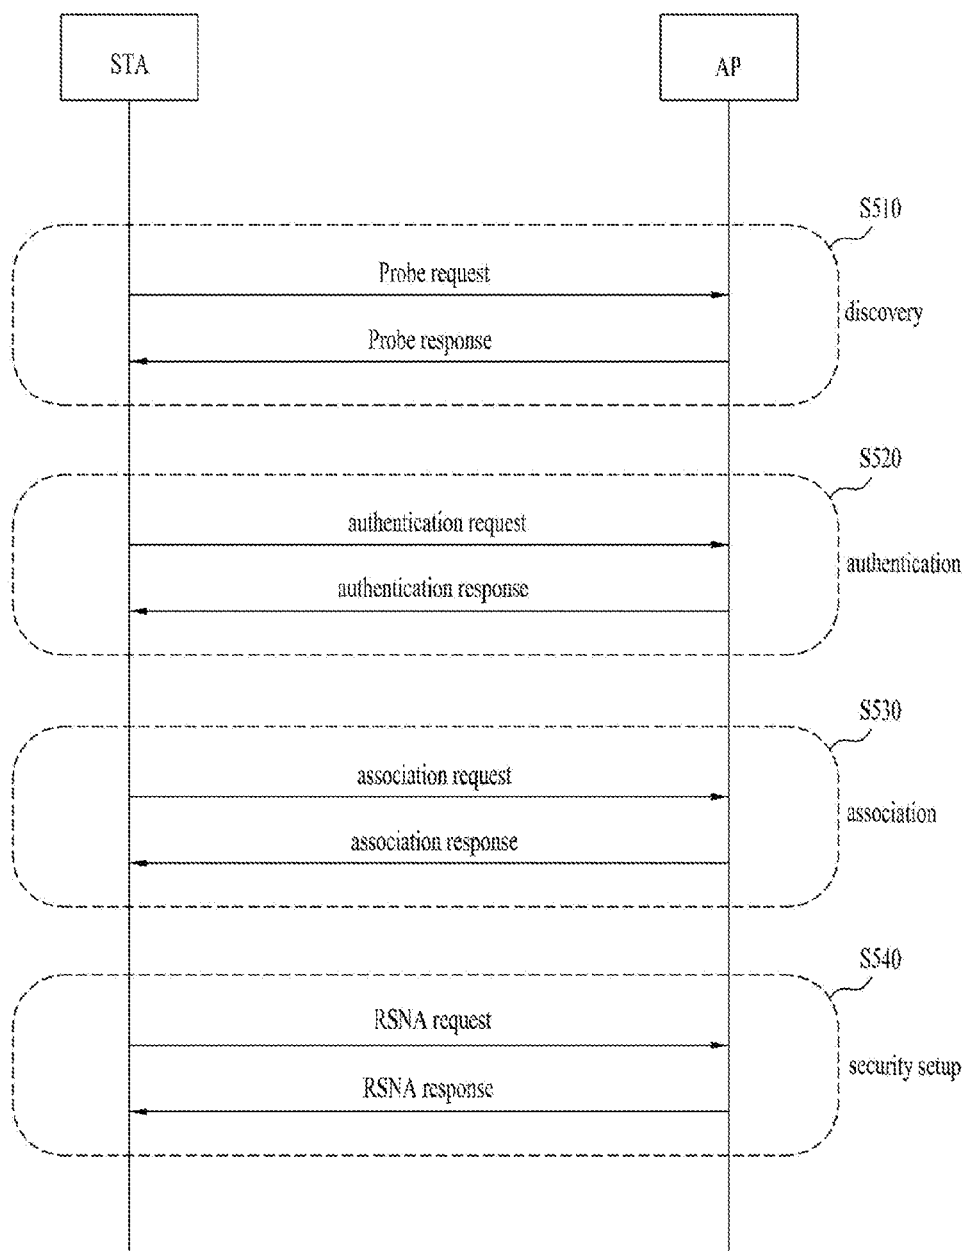 STA
AP
S510
Probe request
discovery
Probe response
S520
authentication request
authentication
authentication response
S530
association request
association
association response
S540
RSNA request
security setup
RSNA response